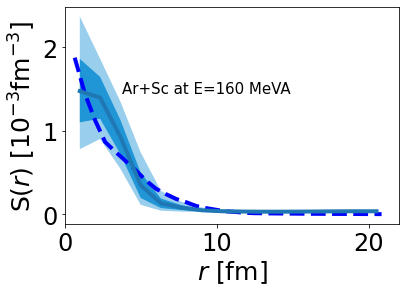 S(r) [10⁻³fm⁻³]
2
Ar+Sc at E=160 MeVA
1
0
0 10 20
r [fm]